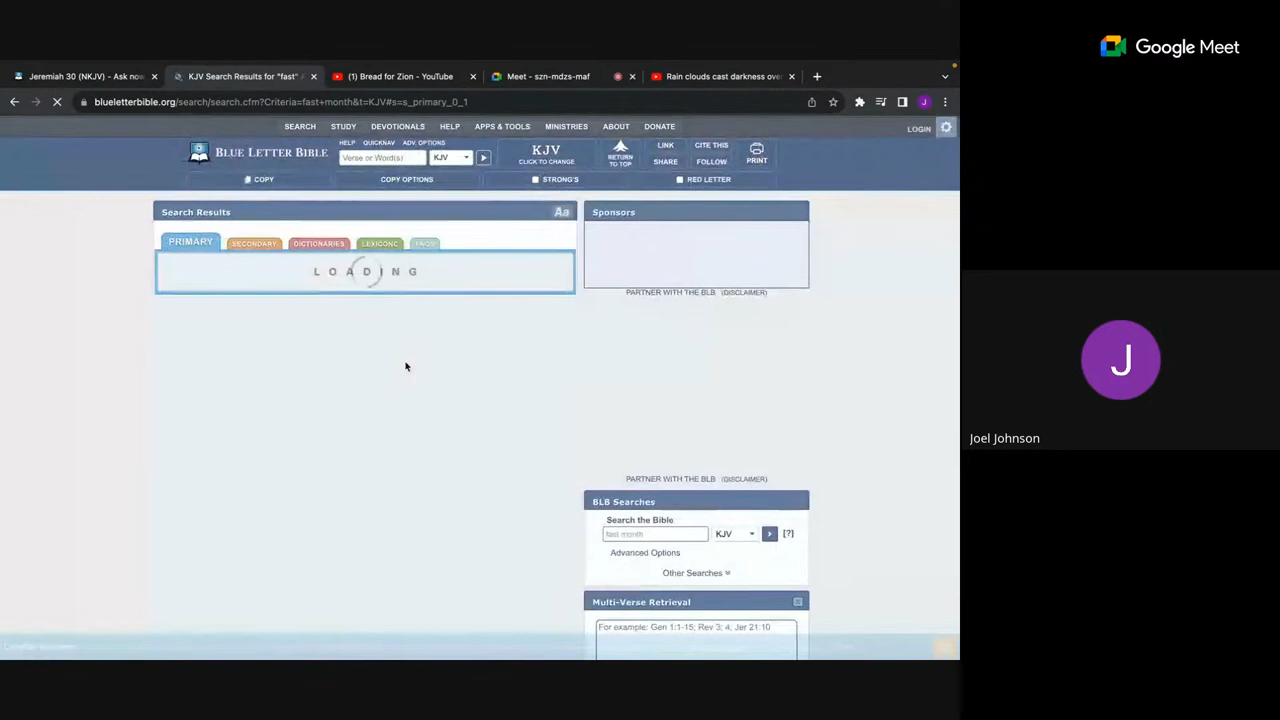 Google Meet
Jeremiah 30 (NKJV) - Ask now
KJV Search Results for "fast"
(1) Bread for Zion - YouTube
Meet - szn-mdzs-maf
Rain clouds cast darkness over
blueletterbible.org/search/search.cfm?Criteria=fast+month&t=KJV#s=s_primary_0_1
J
SEARCH STUDY DEVOTIONALS HELP APPS & TOOLS MINISTRIES ABOUT DONATE LOGIN
HELP QUICKNAV ADV. OPTIONS
BLUE LETTER BIBLE
Verse or Word(s)
KJV
KJV
CLICK TO CHANGE
RETURN
TO TOP
LINK
SHARE
CITE THIS
FOLLOW
PRINT
COPY COPY OPTIONS STRONG'S RED LETTER
Search Results
Aa
PRIMARY SECONDARY DICTIONARIES LEXICONC FAQS
LOADING
Sponsors
PARTNER WITH THE BLB (DISCLAIMER)
PARTNER WITH THE BLB (DISCLAIMER)
BLB Searches
Search the Bible
fast month
KJV
[?]
Advanced Options
Other Searches
Multi-Verse Retrieval
For example: Gen 1:1-15; Rev 3; 4, Jer 21:10
J
Joel Johnson